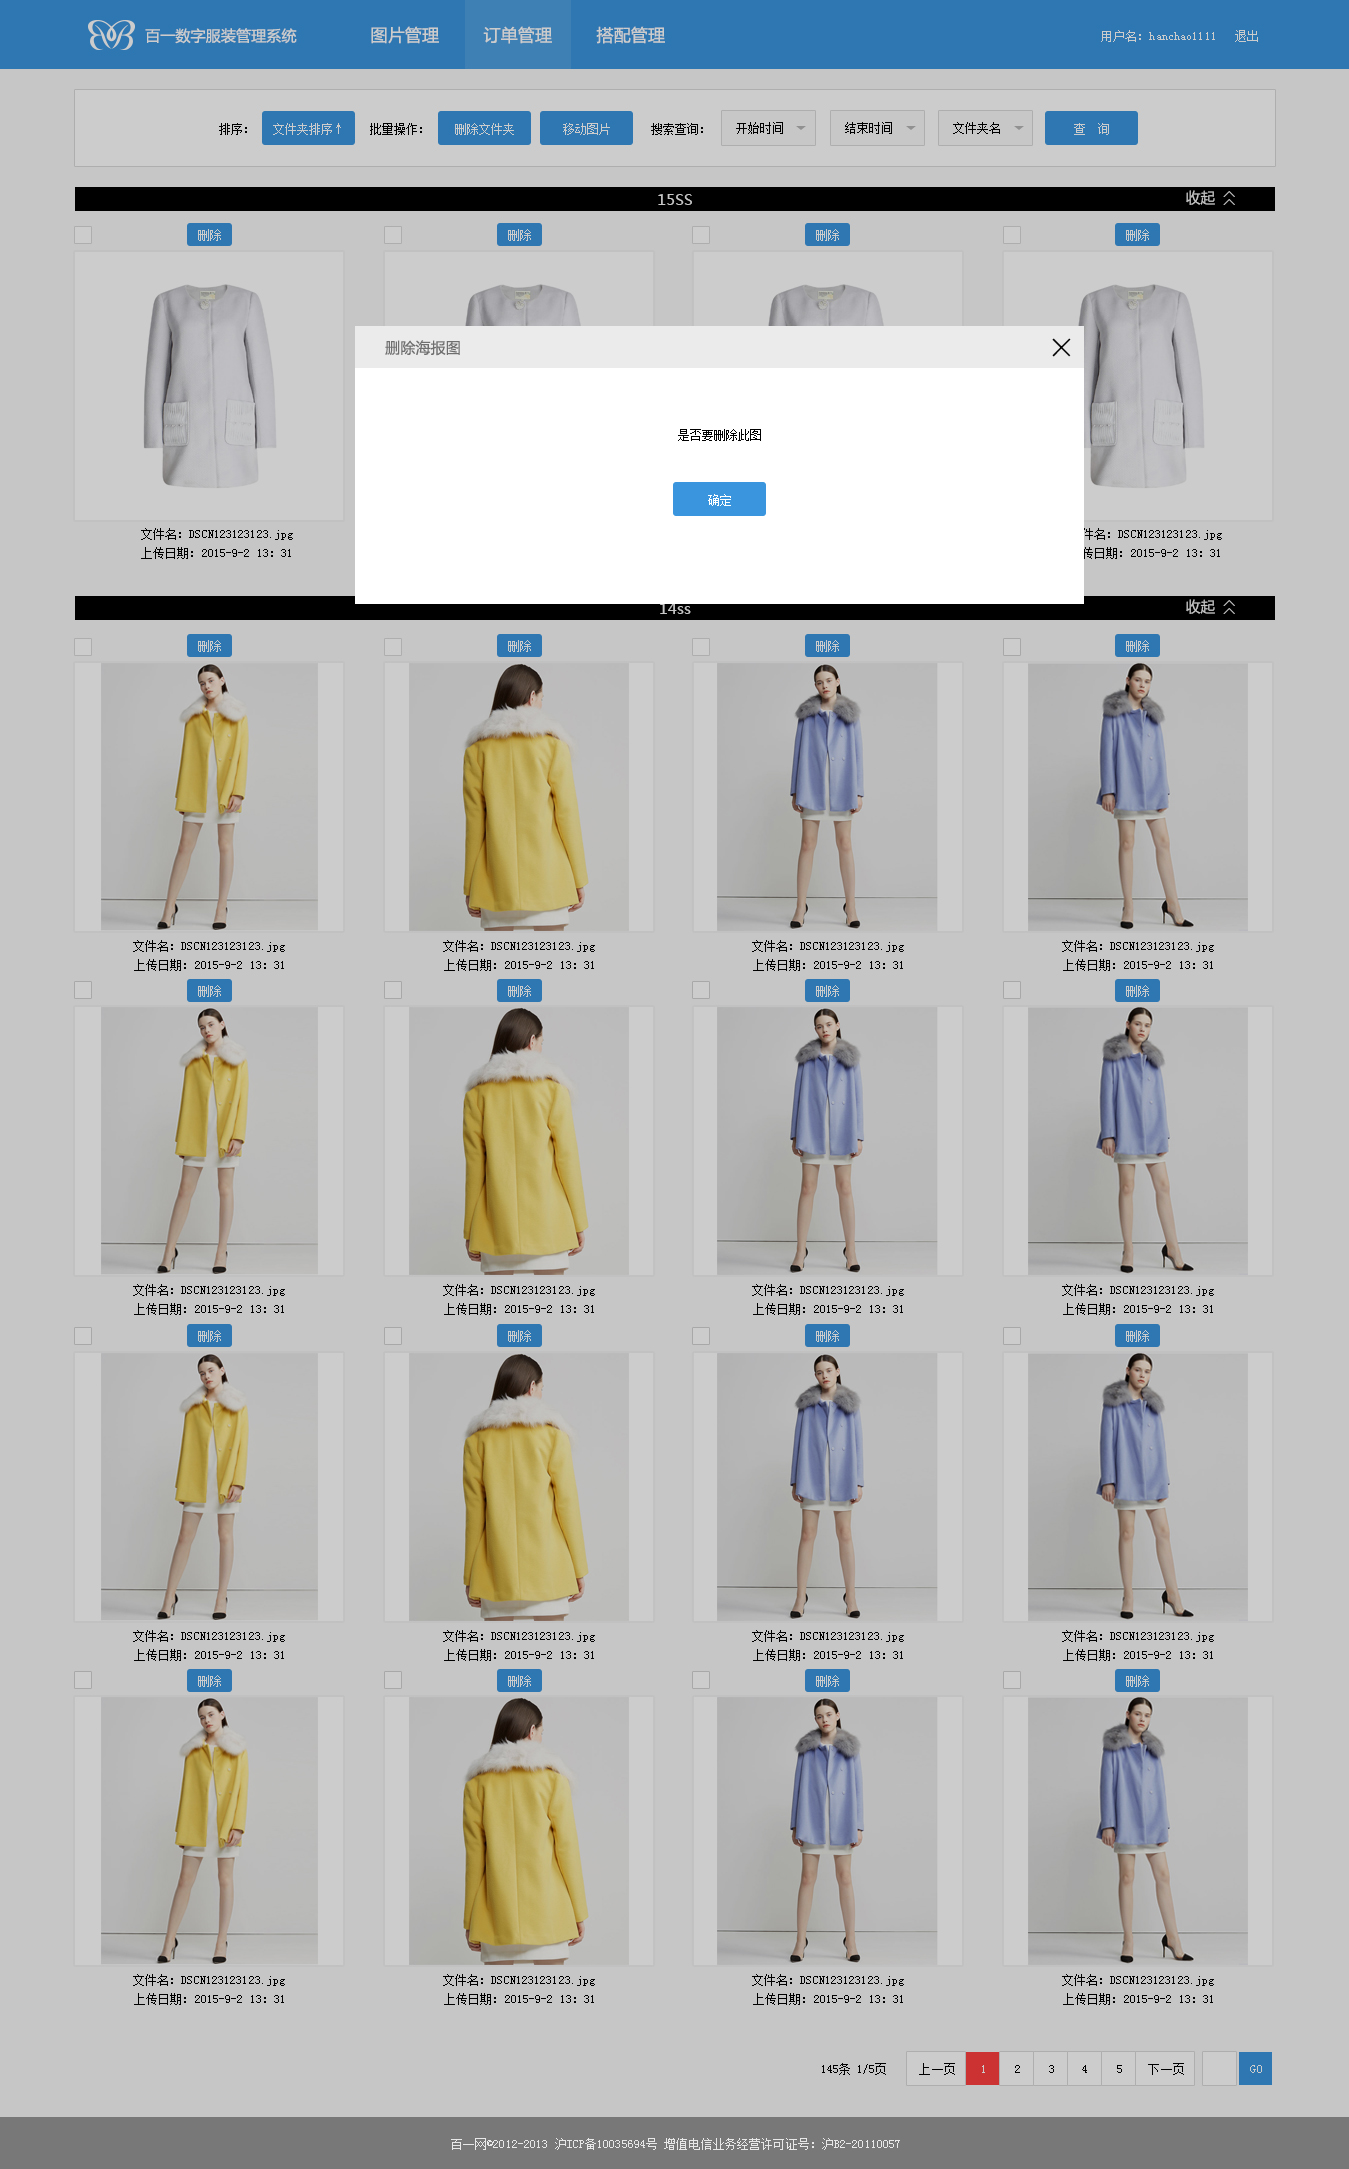 百一数字服装管理系统 图片管理 订单管理 搭配管理 用户名：hanchao1111 退出
排序： 文件夹排序↑ 批量操作： 删除文件夹 移动图片 搜索查询： 开始时间 结束时间 文件夹名 查 询
15SS 收起
删除 删除 删除 删除
删除海报图
是否要删除此图
确定
文件名：DSCN123123123.jpg 件名：DSCN123123123.jpg
上传日期：2015-9-2 13：31 传日期：2015-9-2 13：31
14ss 收起
删除 删除 删除 删除
文件名：DSCN123123123.jpg 文件名：DSCN123123123.jpg 文件名：DSCN123123123.jpg 文件名：DSCN123123123.jpg
上传日期：2015-9-2 13：31 上传日期：2015-9-2 13：31 上传日期：2015-9-2 13：31 上传日期：2015-9-2 13：31
删除 删除 删除 删除
文件名：DSCN123123123.jpg 文件名：DSCN123123123.jpg 文件名：DSCN123123123.jpg 文件名：DSCN123123123.jpg
上传日期：2015-9-2 13：31 上传日期：2015-9-2 13：31 上传日期：2015-9-2 13：31 上传日期：2015-9-2 13：31
删除 删除 删除 删除
文件名：DSCN123123123.jpg 文件名：DSCN123123123.jpg 文件名：DSCN123123123.jpg 文件名：DSCN123123123.jpg
上传日期：2015-9-2 13：31 上传日期：2015-9-2 13：31 上传日期：2015-9-2 13：31 上传日期：2015-9-2 13：31
删除 删除 删除 删除
文件名：DSCN123123123.jpg 文件名：DSCN123123123.jpg 文件名：DSCN123123123.jpg 文件名：DSCN123123123.jpg
上传日期：2015-9-2 13：31 上传日期：2015-9-2 13：31 上传日期：2015-9-2 13：31 上传日期：2015-9-2 13：31
145条 1/5页 上一页 1 2 3 4 5 下一页 GO
百一网©2012-2013 沪ICP备10035694号 增值电信业务经营许可证号：沪B2-20110057